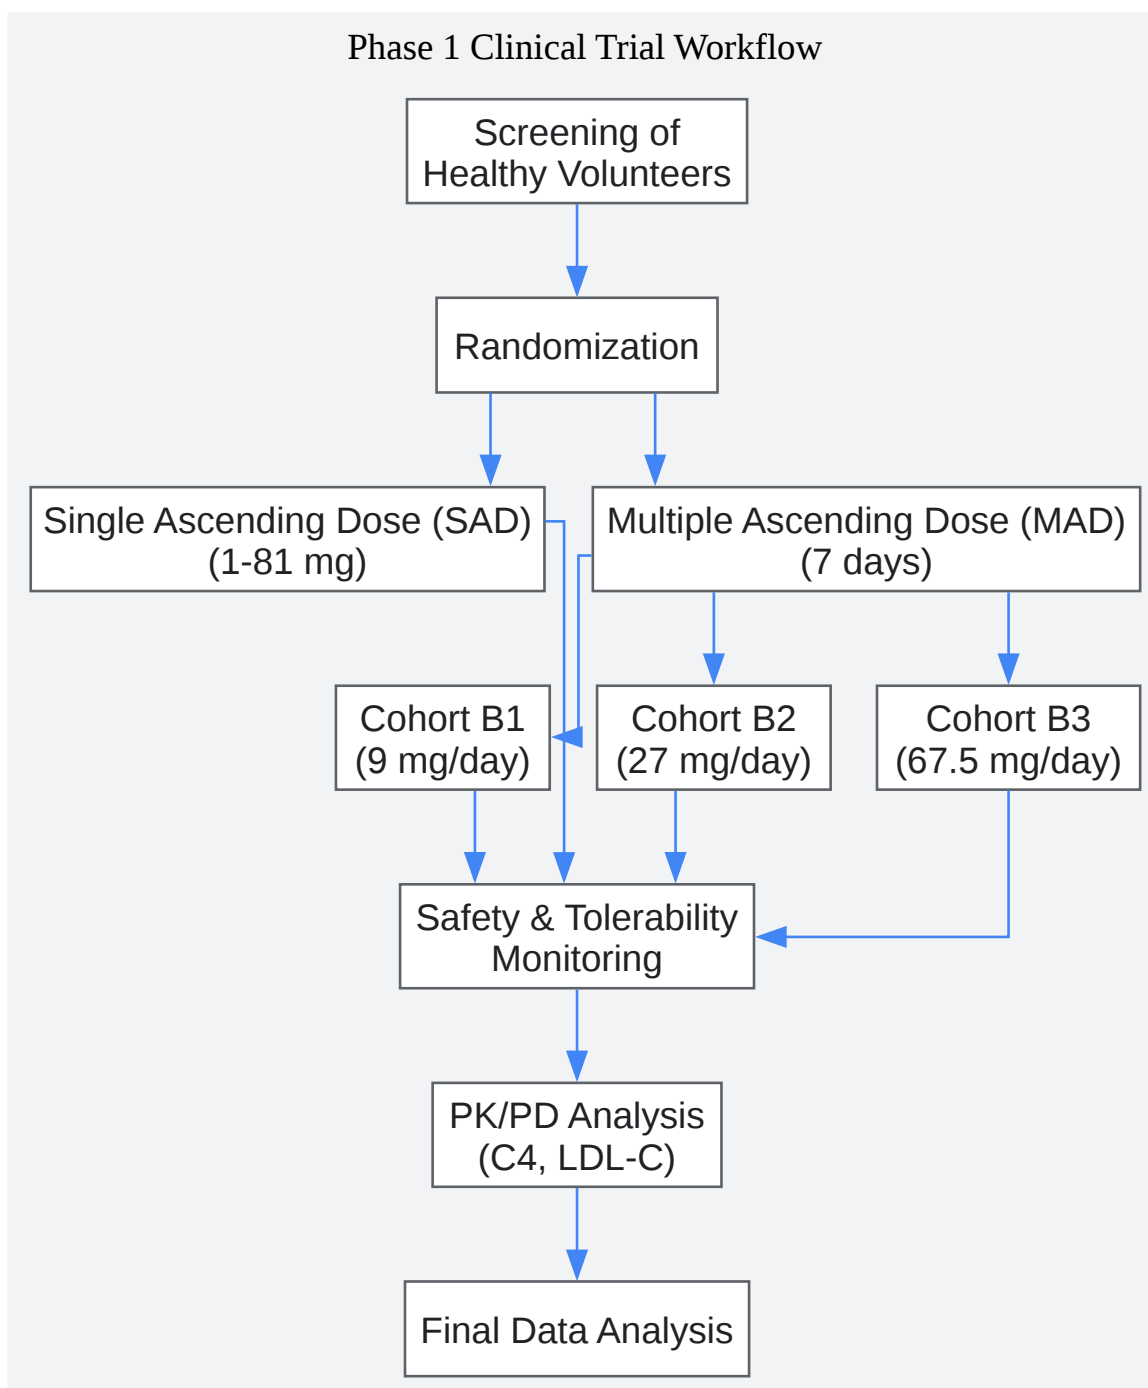 Phase 1 Clinical Trial Workflow
Screening of
Healthy Volunteers
Randomization
Single Ascending Dose (SAD)
(1-81 mg)
Multiple Ascending Dose (MAD)
(7 days)
Cohort B1
(9 mg/day)
Cohort B2
(27 mg/day)
Cohort B3
(67.5 mg/day)
Safety & Tolerability
Monitoring
PK/PD Analysis
(C4, LDL-C)
Final Data Analysis